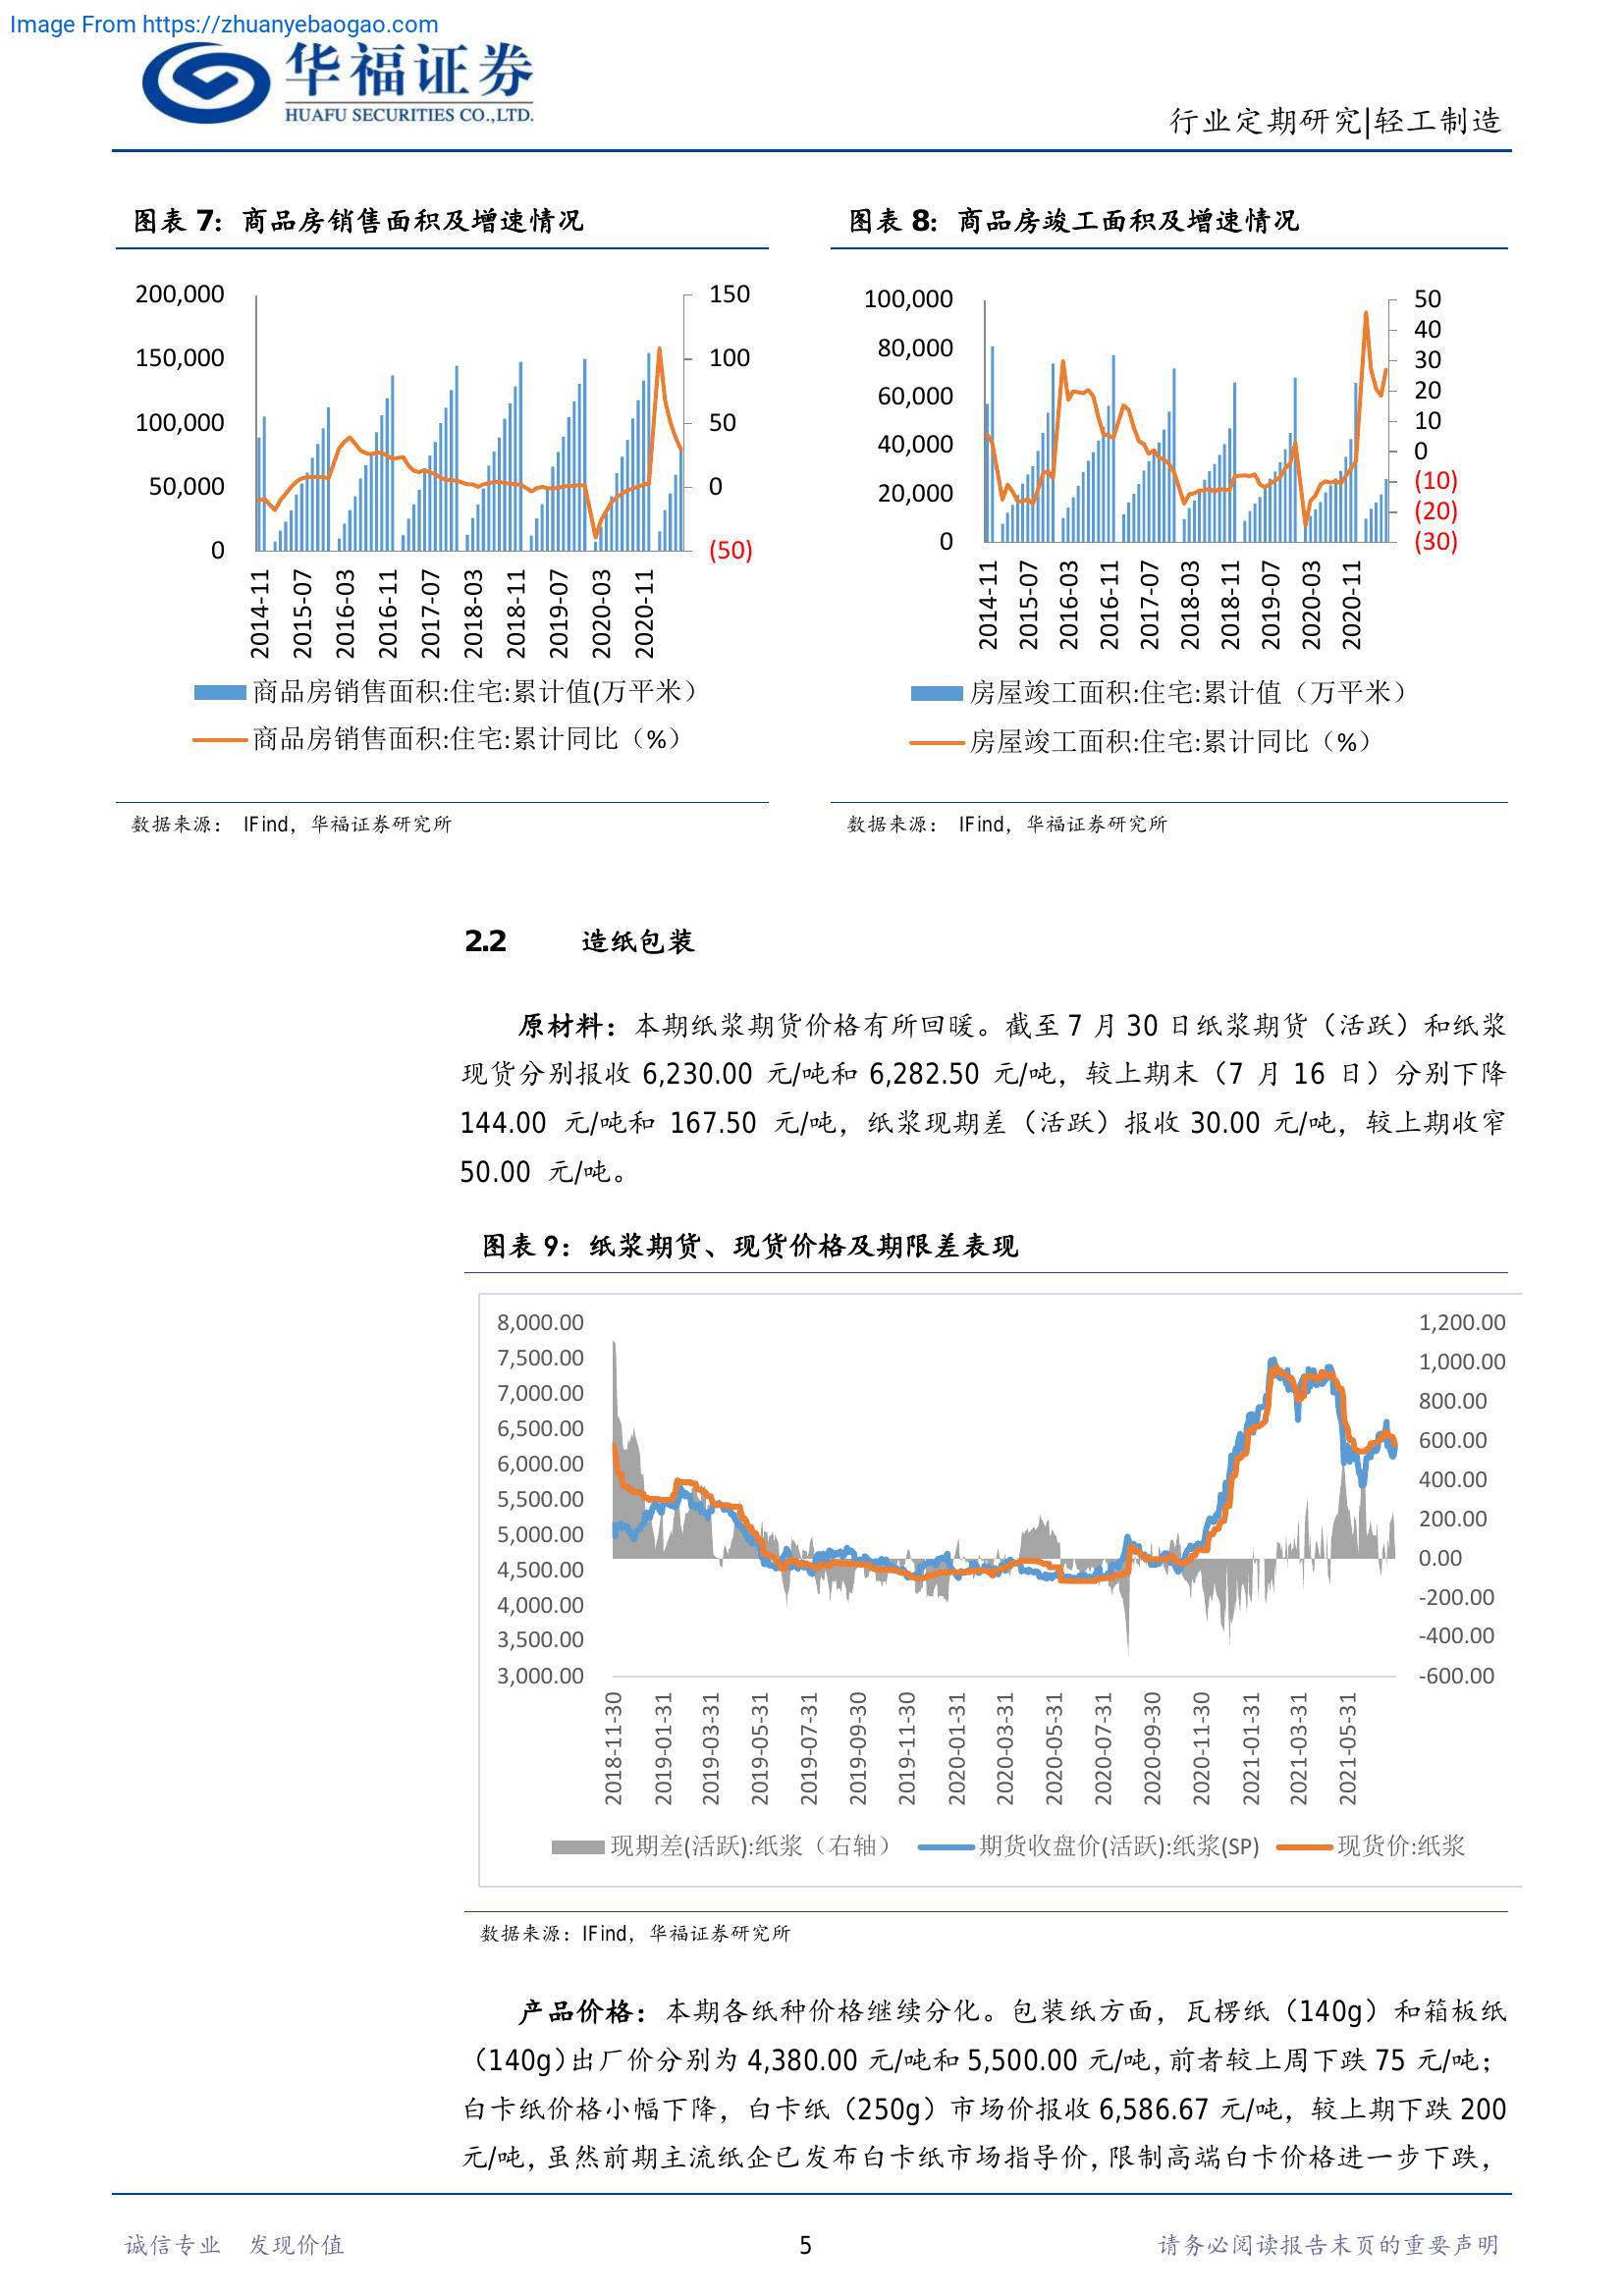 Image From https://zhuanyebaogao.com
华福证券
HUAFU SECURITIES CO.,LTD.
行业定期研究|轻工制造
图表 7: 商品房销售面积及增速情况
200,000
150,000
100,000
50,000
0
150
100
50
0
(50)
2014-11
2015-07
2016-03
2016-11
2017-07
2018-03
2018-11
2019-07
2020-03
2020-11
商品房销售面积:住宅:累计值(万平米）
商品房销售面积:住宅:累计同比（%）
数据来源： IFind，华福证券研究所
图表 8: 商品房竣工面积及增速情况
100,000
80,000
60,000
40,000
20,000
0
50
40
30
20
10
0
(10)
(20)
(30)
2014-11
2015-07
2016-03
2016-11
2017-07
2018-03
2018-11
2019-07
2020-03
2020-11
房屋竣工面积:住宅:累计值（万平米）
房屋竣工面积:住宅:累计同比（%）
数据来源： IFind，华福证券研究所
2.2 造纸包装
原材料：本期纸浆期货价格有所回暖。截至 7 月 30 日纸浆期货（活跃）和纸浆
现货分别报收 6,230.00 元/吨和 6,282.50 元/吨，较上期末（7 月 16 日）分别下降
144.00 元/吨和 167.50 元/吨，纸浆现期差（活跃）报收 30.00 元/吨，较上期收窄
50.00 元/吨。
图表 9：纸浆期货、现货价格及期限差表现
8,000.00
7,500.00
7,000.00
6,500.00
6,000.00
5,500.00
5,000.00
4,500.00
4,000.00
3,500.00
3,000.00
1,200.00
1,000.00
800.00
600.00
400.00
200.00
0.00
-200.00
-400.00
-600.00
2018-11-30
2019-01-31
2019-03-31
2019-05-31
2019-07-31
2019-09-30
2019-11-30
2020-01-31
2020-03-31
2020-05-31
2020-07-31
2020-09-30
2020-11-30
2021-01-31
2021-03-31
2021-05-31
现期差(活跃):纸浆（右轴）
期货收盘价(活跃):纸浆(SP)
现货价:纸浆
数据来源：IFind，华福证券研究所
产品价格：本期各纸种价格继续分化。包装纸方面，瓦楞纸（140g）和箱板纸
（140g）出厂价分别为 4,380.00 元/吨和 5,500.00 元/吨，前者较上周下跌 75 元/吨；
白卡纸价格小幅下降，白卡纸（250g）市场价报收 6,586.67 元/吨，较上期下跌 200
元/吨，虽然前期主流纸企已发布白卡纸市场指导价，限制高端白卡价格进一步下跌，
诚信专业 发现价值
5
请务必阅读报告末页的重要声明